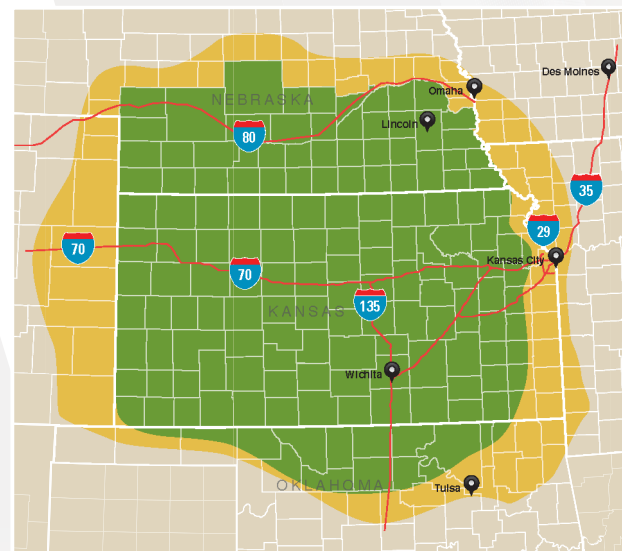 Des Moines
Omaha
NEBRASKA
Lincoln
80
35
29
70
70
Kansas City
135
KANSAS
Wichita
OKLAHOMA
Tulsa